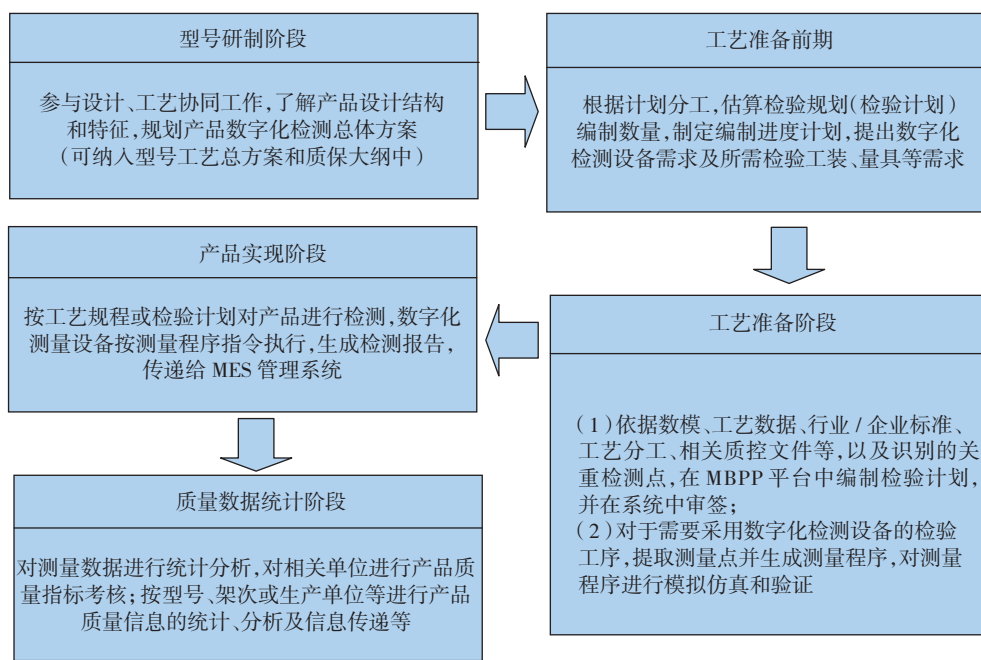 型号研制阶段
参与设计、工艺协同工作，了解产品设计结构
和特征，规划产品数字化检测总体方案
（可纳入型号工艺总方案和质保大纲中）
工艺准备前期
根据计划分工，估算检验规划（检验计划）
编制数量，制定编制进度计划，提出数字化
检测设备需求及所需检验工装、量具等需求
工艺准备阶段
（1）依据数模、工艺数据、行业/企业标准、
工艺分工、相关质控文件等，以及识别的关
重检测点，在 MBPP 平台中编制检验计划，
并在系统中审签；
（2）对于需要采用数字化检测设备的检验
工序，提取测量点并生成测量程序，对测量
程序进行模拟仿真和验证
产品实现阶段
按工艺规程或检验计划对产品进行检测，数字化
测量设备按测量程序指令执行，生成检测报告，
传递给 MES 管理系统
质量数据统计阶段
对测量数据进行统计分析，对相关单位进行产品质
量指标考核；按型号、架次或生产单位等进行产品
质量信息的统计、分析及信息传递等